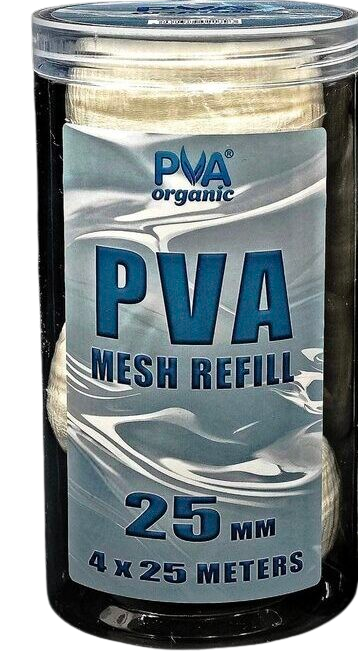 PVA®
organic
PVA
MESH REFILL
25 MM
4 x 25 METERS